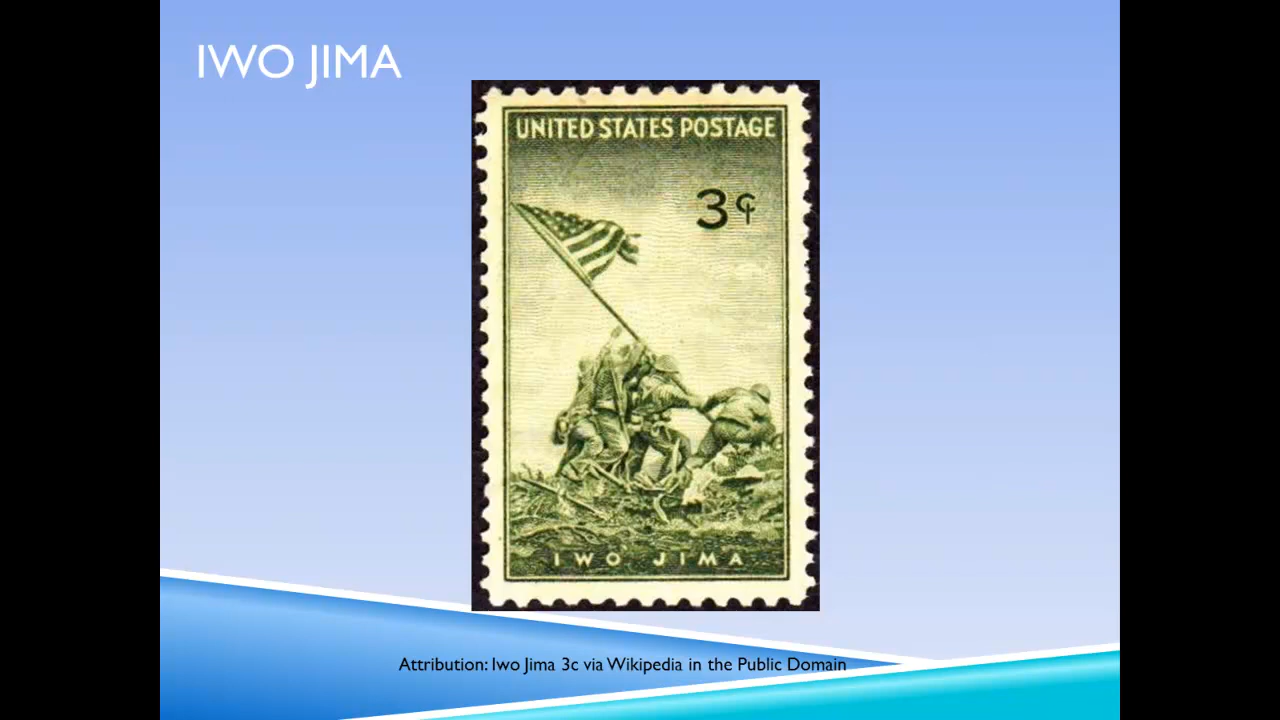 IWO JIMA
UNITED STATES POSTAGE
3¢
IWO JIMA
Attribution: Iwo Jima 3c via Wikipedia in the Public Domain